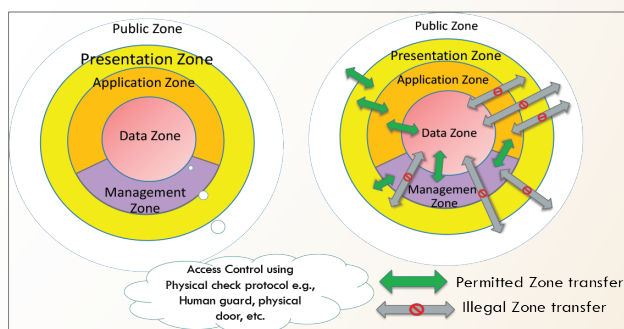 Public Zone
Presentation Zone
Application Zone
Data Zone
Management
Zone
Public Zone
Presentation Zone
Application Zone
Data Zone
Managemen
Zone
Access Control using
Physical check protocol e.g.,
Human guard, physical
door, etc.
Permitted Zone transfer
Illegal Zone transfer